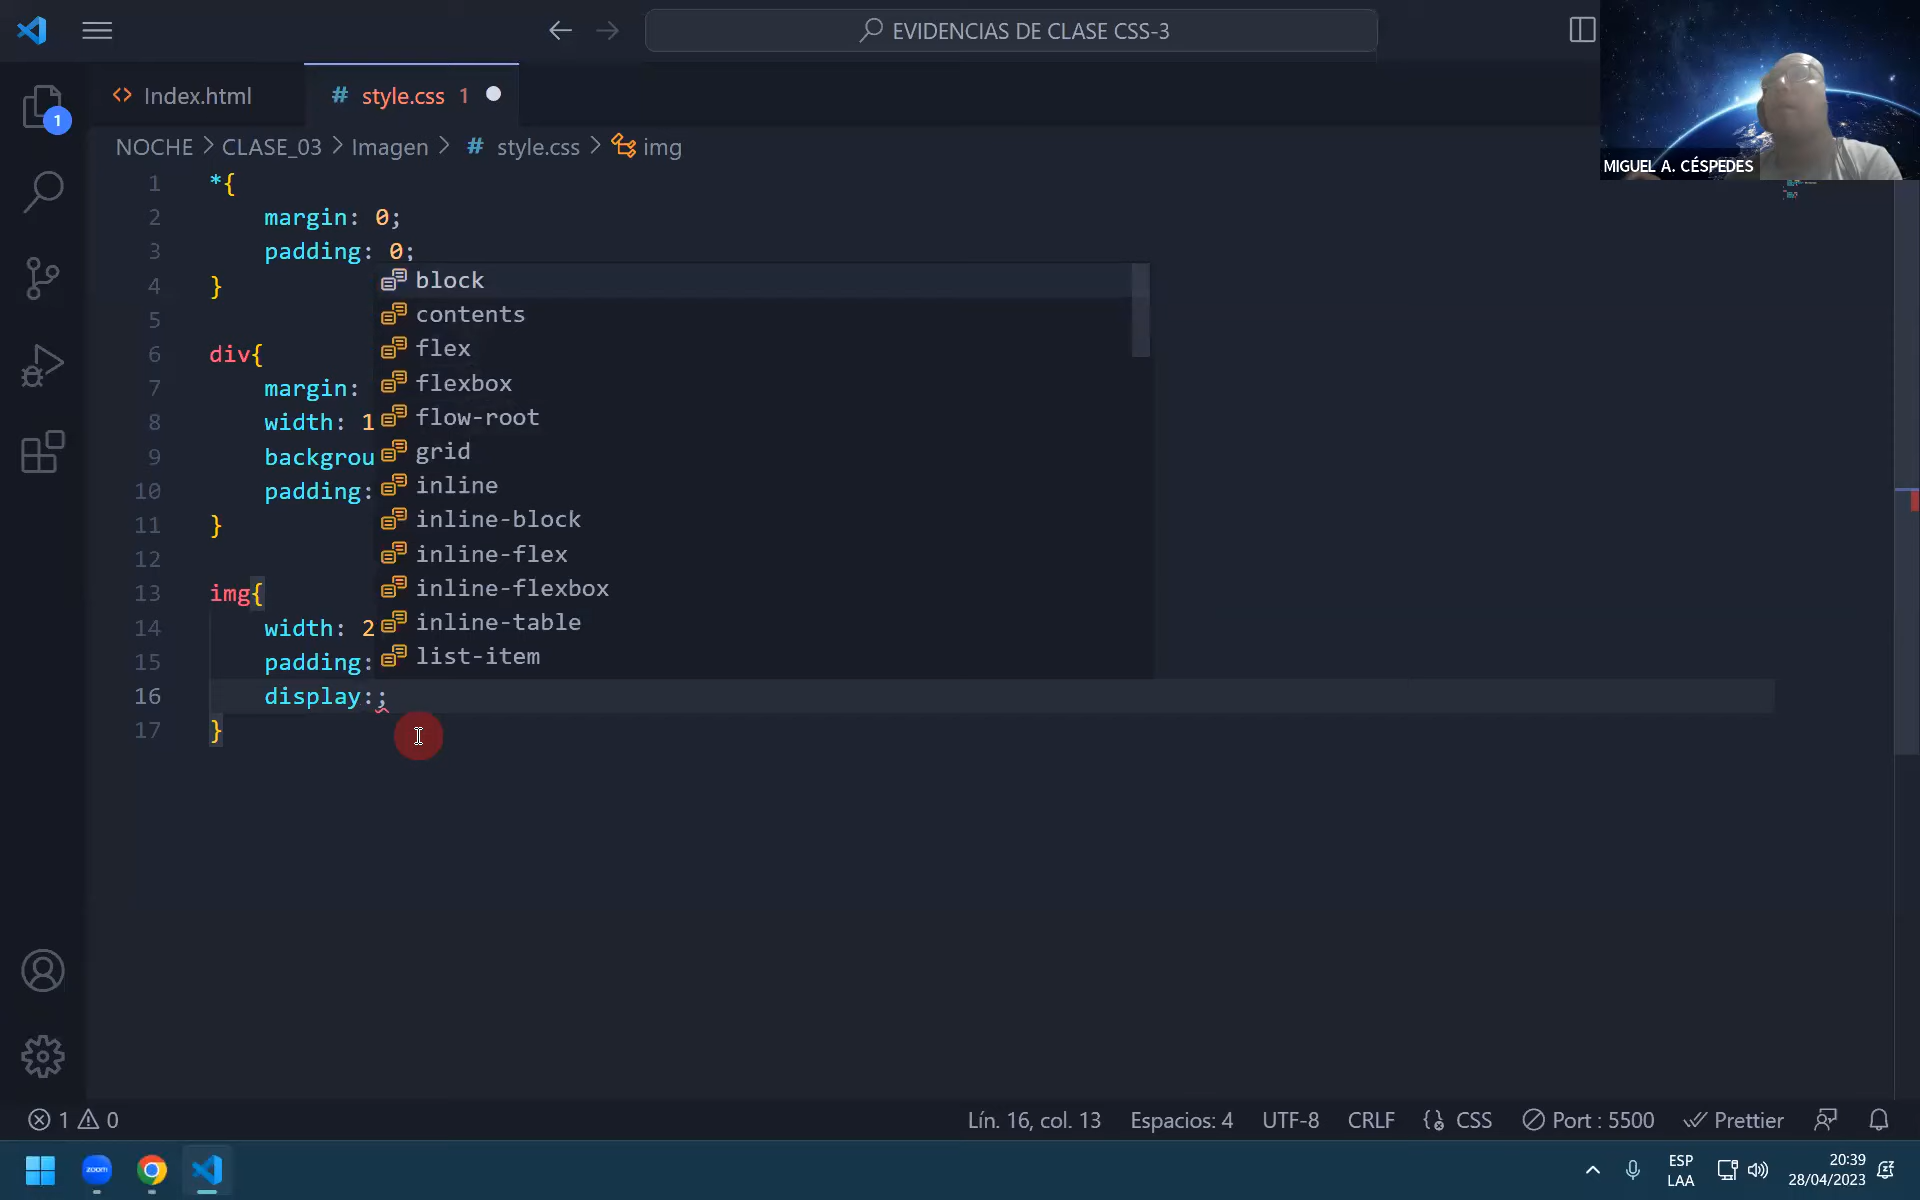 EVIDENCIAS DE CLASE CSS-3
MIGUEL A. CÉSPEDES
Index.html
# style.css 1
1
NOCHE > CLASE_03 > Imagen > # style.css > img
1 *{
2 margin: 0;
3 padding: 0;
4 }
5
6 div{
7 margin:
8 width: 1
9 backgrou
10 padding:
11 }
12
13 img{
14 width: 2
15 padding:
16 display:;
17 }
block
contents
flex
flexbox
flow-root
grid
inline
inline-block
inline-flex
inline-flexbox
inline-table
list-item
1 0
Lín. 16, col. 13
Espacios: 4
UTF-8
CRLF
{} CSS
Port : 5500
Prettier
zoom
ESP
LAA
20:39
28/04/2023